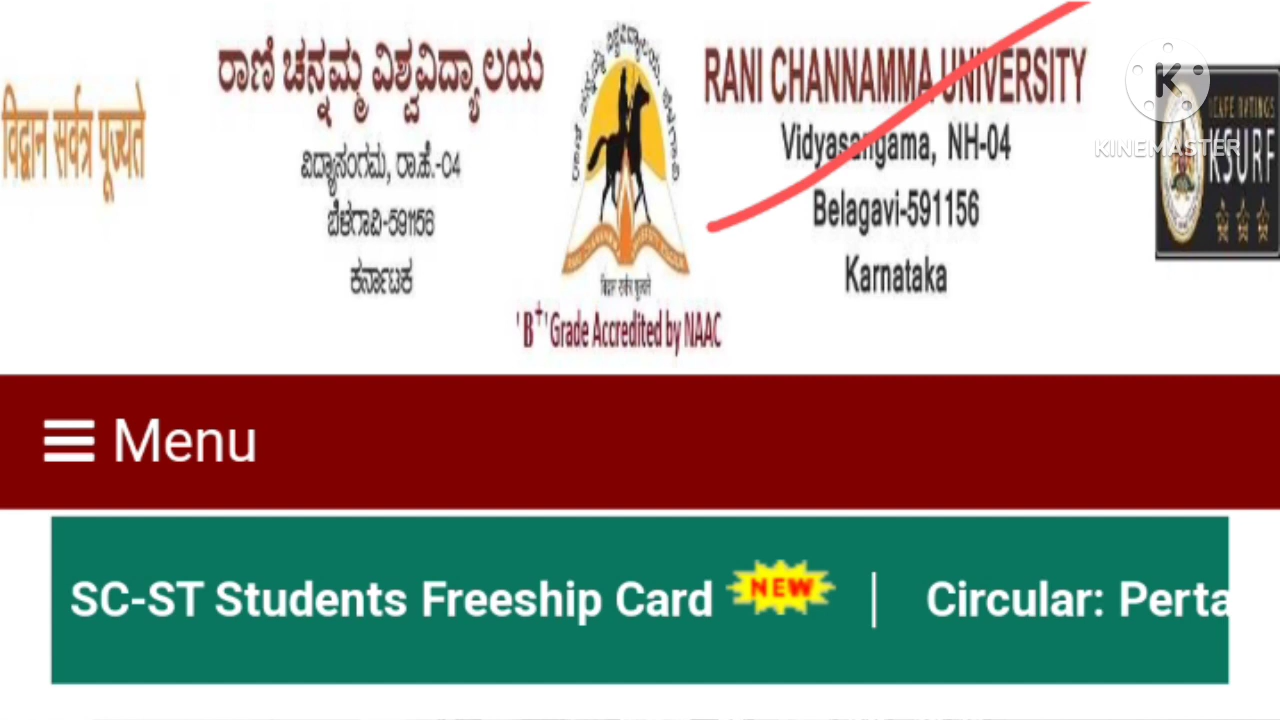 विद्वान सर्वत्र पूज्यते
ರಾಣಿ ಚನ್ನಮ್ಮ ವಿಶ್ವವಿದ್ಯಾಲಯ
ವಿದ್ಯಾಸಂಗಮ, ರಾ.ಹೆ.-04
ಬೆಳಗಾವಿ-591156
ಕರ್ನಾಟಕ
'B+' Grade Accredited by NAAC
RANI CHANNAMMA UNIVERSITY
Vidyasangama, NH-04
Belagavi-591156
Karnataka
KINEMASTER
KSURF
Menu
SC-ST Students Freeship Card NEW | Circular: Perta